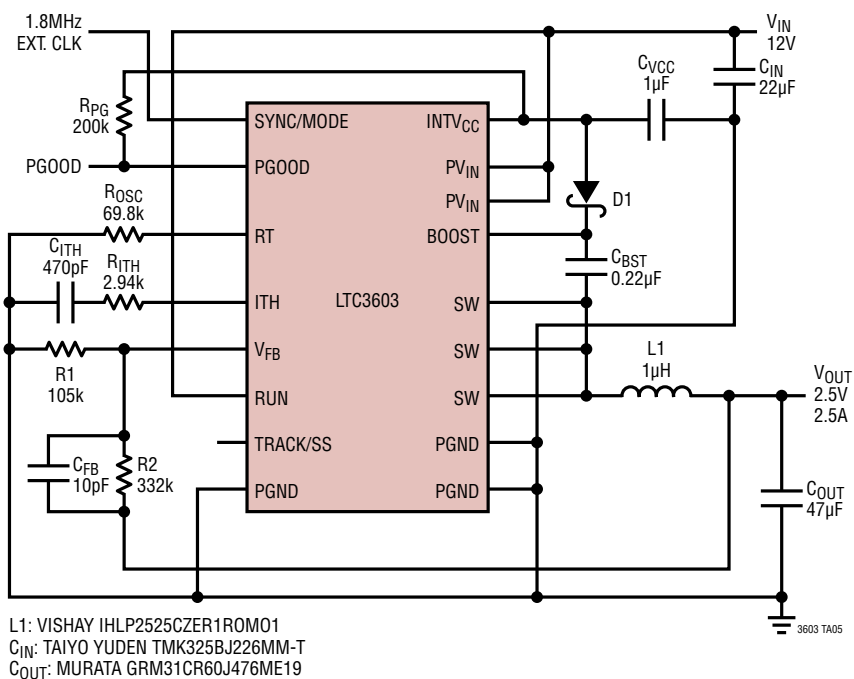 1.8MHz
EXT. CLK
VIN
12V
CVCC
1µF
CIN
22µF
RPG
200k
PGOOD
SYNC/MODE
INTVCC
PGOOD
PVIN
PVIN
D1
ROSC
69.8k
RT
BOOST
CITH
470pF
RITH
2.94k
CBST
0.22µF
ITH
LTC3603
SW
VFB
SW
R1
105k
L1
1µH
RUN
SW
VOUT
2.5V
2.5A
TRACK/SS
PGND
CFB
10pF
R2
332k
PGND
PGND
COUT
47µF
3603 TA05
L1: VISHAY IHLP2525CZER1ROMO1
CIN: TAIYO YUDEN TMK325BJ226MM-T
COUT: MURATA GRM31CR60J476ME19